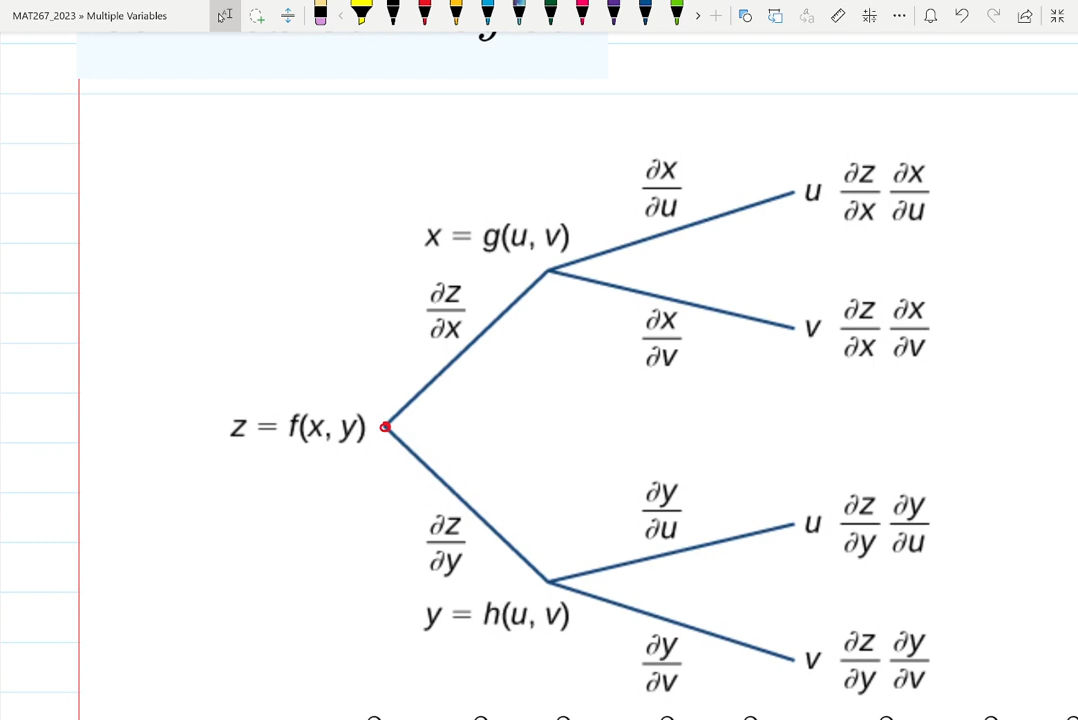 MAT267_2023 » Multiple Variables
y
∂x/∂u
u ∂z/∂x ∂x/∂u
x = g(u, v)
∂z/∂x
∂x/∂v
v ∂z/∂x ∂x/∂v
z = f(x, y)
∂y/∂u
u ∂z/∂y ∂y/∂u
∂z/∂y
y = h(u, v)
∂y/∂v
v ∂z/∂y ∂y/∂v